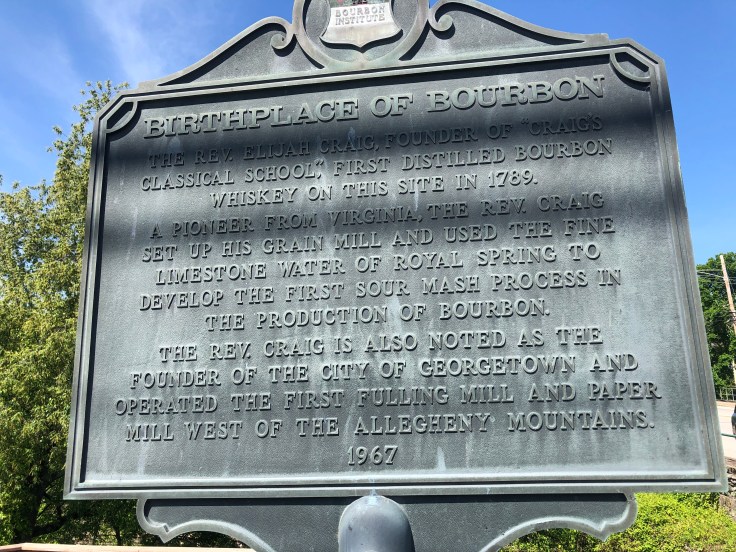 BOURBON
INSTITUTE
BIRTHPLACE OF BOURBON
THE REV. ELIJAH CRAIG, FOUNDER OF "CRAIG'S
CLASSICAL SCHOOL", FIRST DISTILLED BOURBON
WHISKEY ON THIS SITE IN 1789.
A PIONEER FROM VIRGINIA, THE REV. CRAIG
SET UP HIS GRAIN MILL AND USED THE FINE
LIMESTONE WATER OF ROYAL SPRING TO
DEVELOP THE FIRST SOUR MASH PROCESS IN
THE PRODUCTION OF BOURBON.
THE REV. CRAIG IS ALSO NOTED AS THE
FOUNDER OF THE CITY OF GEORGETOWN AND
OPERATED THE FIRST FULLING MILL AND PAPER
MILL WEST OF THE ALLEGHENY MOUNTAINS.
1967